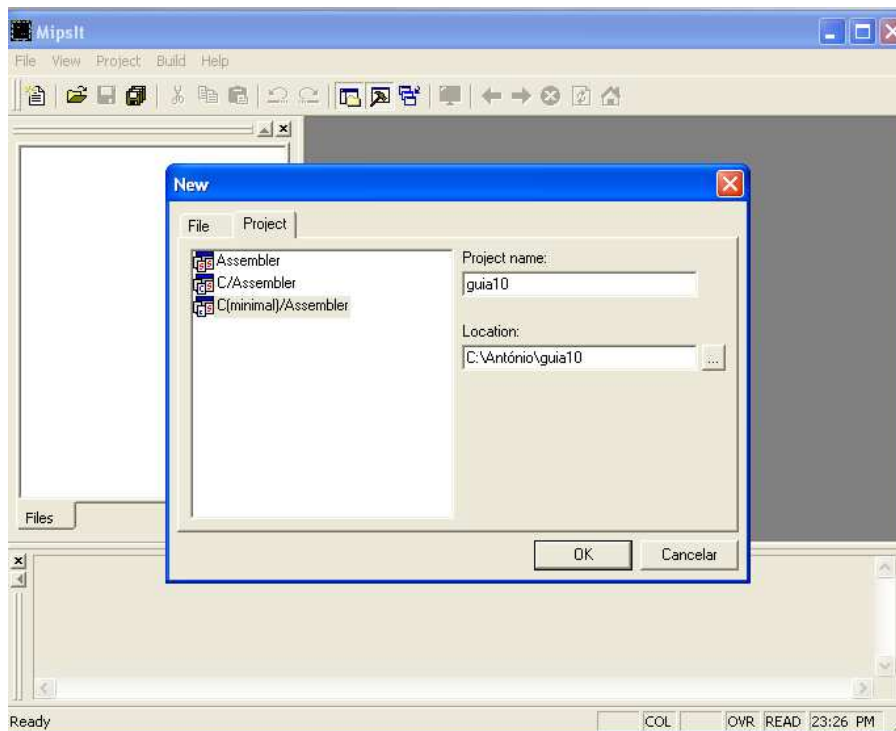 MipsIt
File View Project Build Help
New
File Project
Assembler
C/Assembler
C(minimal)/Assembler
Project name:
guia10
Location:
C:\António\guia10
...
Files
OK Cancelar
Ready COL OVR READ 23:26 PM